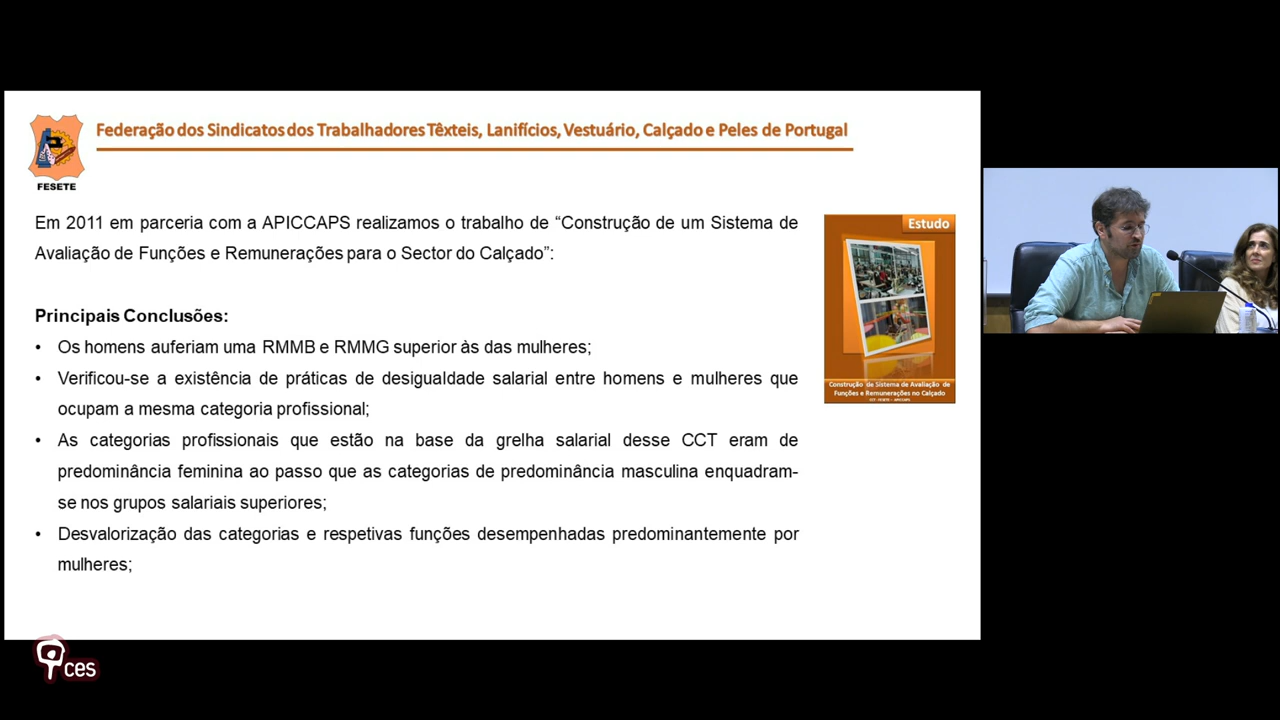 Federação dos Sindicatos dos Trabalhadores Têxteis, Lanifícios, Vestuário, Calçado e Peles de Portugal
FESETE
Em 2011 em parceria com a APICCAPS realizamos o trabalho de “Construção de um Sistema de
Avaliação de Funções e Remunerações para o Sector do Calçado”:
Principais Conclusões:
• Os homens auferiam uma RMMB e RMMG superior às das mulheres;
• Verificou-se a existência de práticas de desigualdade salarial entre homens e mulheres que
ocupam a mesma categoria profissional;
• As categorias profissionais que estão na base da grelha salarial desse CCT eram de
predominância feminina ao passo que as categorias de predominância masculina enquadram-
se nos grupos salariais superiores;
• Desvalorização das categorias e respetivas funções desempenhadas predominantemente por
mulheres;
Estudo
Construção de Sistema de Avaliação de
Funções e Remunerações no Calçado
FESETE - APICCAPS
ces